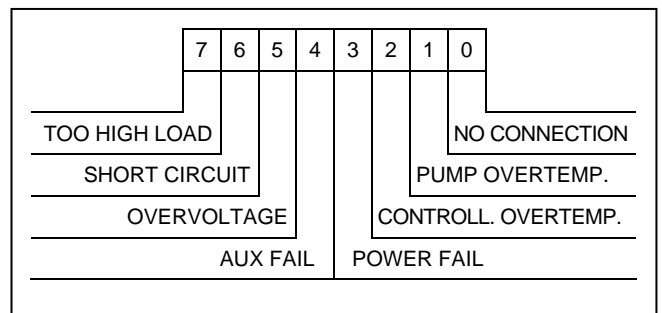 7 6 5 4 3 2 1 0
TOO HIGH LOAD NO CONNECTION
SHORT CIRCUIT PUMP OVERTEMP.
OVERVOLTAGE CONTROLL. OVERTEMP.
AUX FAIL POWER FAIL